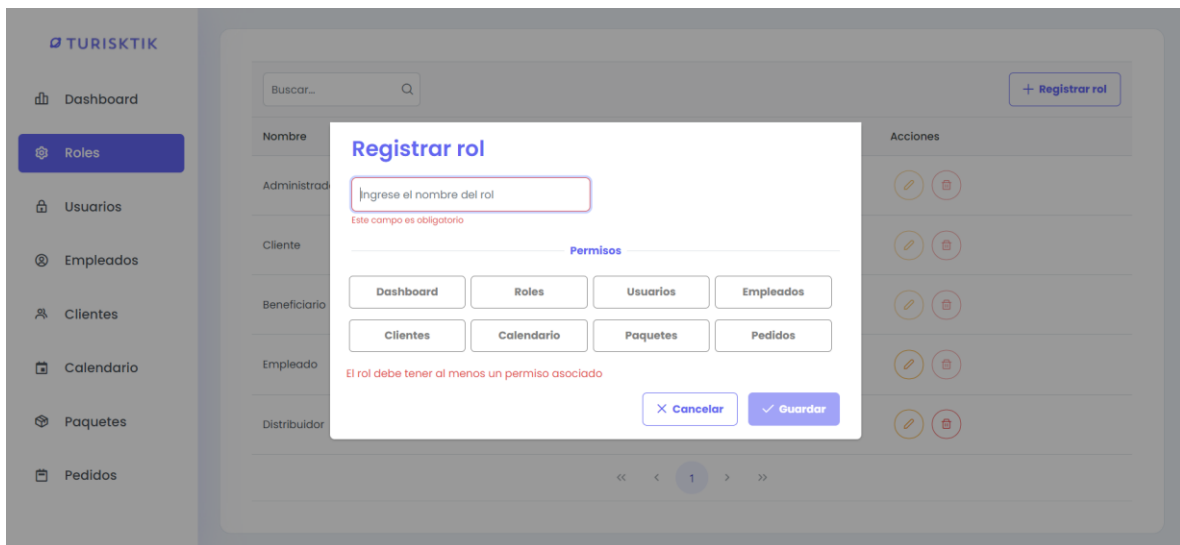 TURISKTIK
Dashboard
Roles
Usuarios
Empleados
Clientes
Calendario
Paquetes
Pedidos
Buscar...
+ Registrar rol
Nombre
Acciones
Administrad
Cliente
Beneficiario
Empleado
Distribuidor
Registrar rol
Ingrese el nombre del rol
Este campo es obligatorio
Permisos
Dashboard Roles Usuarios Empleados
Clientes Calendario Paquetes Pedidos
El rol debe tener al menos un permiso asociado
Cancelar Guardar
<< < 1 > >>